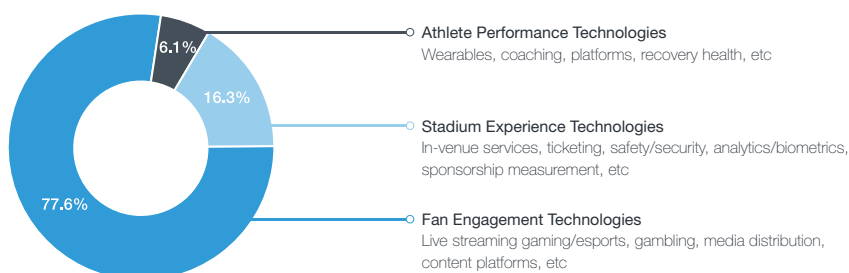 6.1%
Athlete Performance Technologies
Wearables, coaching, platforms, recovery health, etc
16.3%
Stadium Experience Technologies
In-venue services, ticketing, safety/security, analytics/biometrics,
sponsorship measurement, etc
77.6%
Fan Engagement Technologies
Live streaming gaming/esports, gambling, media distribution,
content platforms, etc